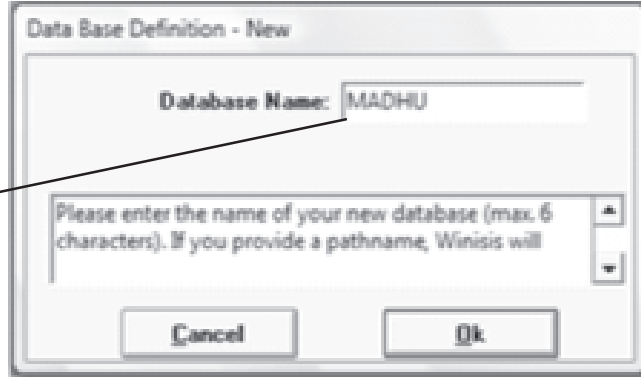 Data Base Definition - New
Database Name: MADHU
Please enter the name of your new database (max. 6
characters). If you provide a pathname, Winisis will
Cancel Ok